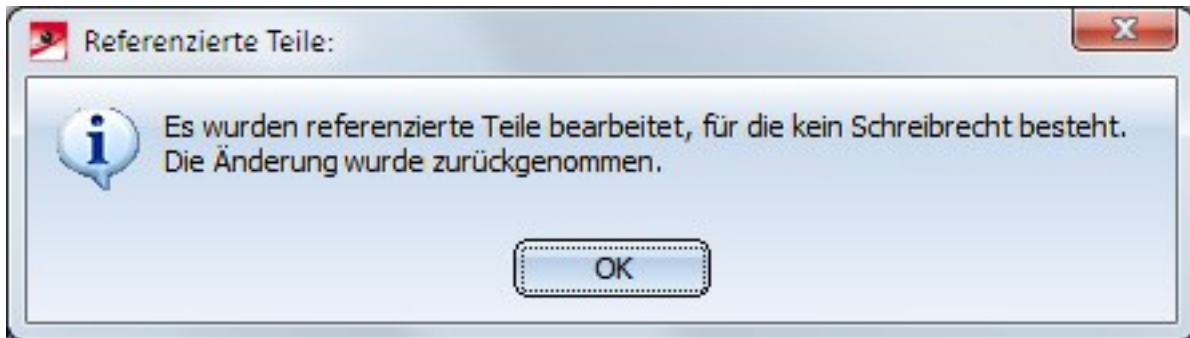 Referenzierte Teile:
Es wurden referenzierte Teile bearbeitet, für die kein Schreibrecht besteht.
Die Änderung wurde zurückgenommen.
OK